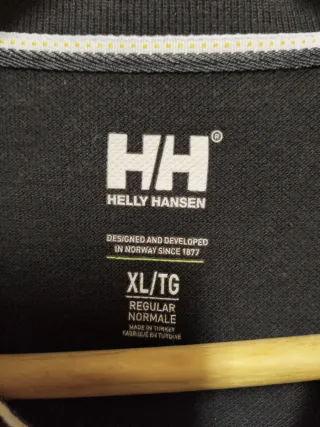 HH®
HELLY HANSEN
DESIGNED AND DEVELOPED
IN NORWAY SINCE 1877
XL/TG
REGULAR
NORMALE
MADE IN TURKEY
FABRIQUÉ EN TURQUIE